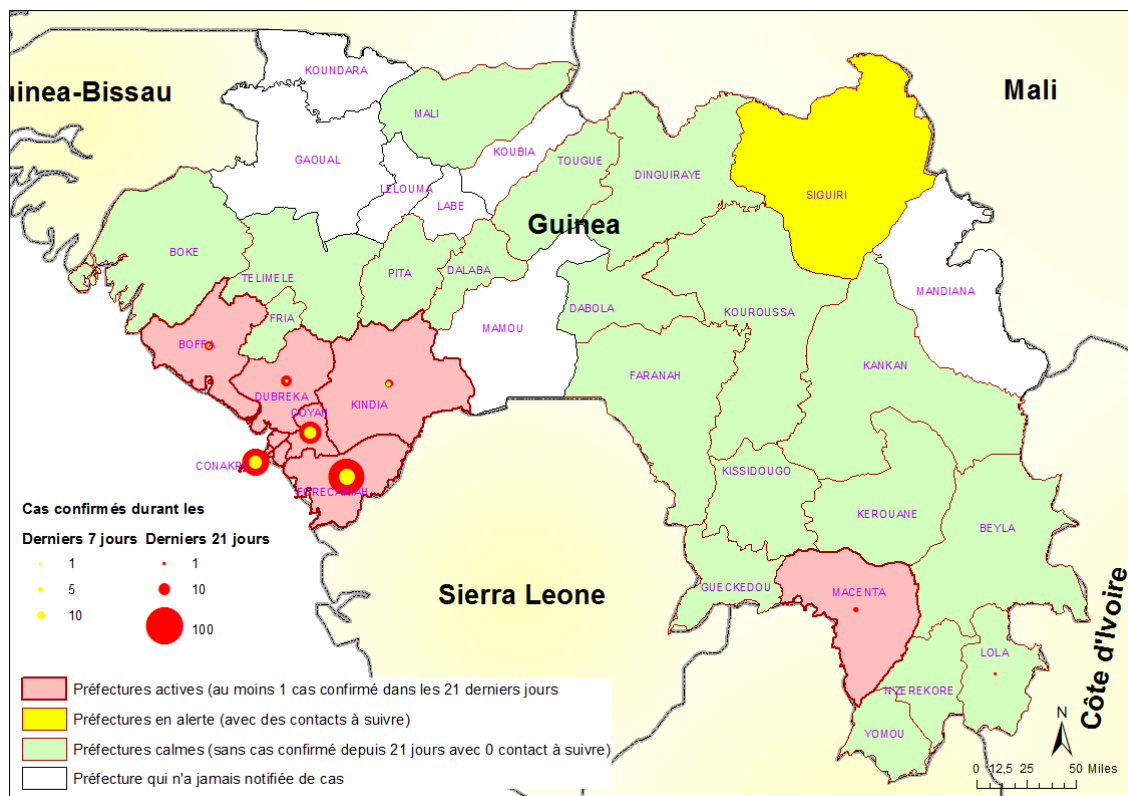 KOUNDARA
uinea-Bissau
Mali
MALI
GAOUAL
KOUBIA
TOUGUE
DINGUIRAYE
LELOUMA
LABE
SIGUIRI
Guinea
BOKE
TELIMELE
PITA
DALABA
MANDIANA
FRIA
DABOLA
KOUROUSSA
MAMOU
BOFFA
KANKAN
FARANAH
DUBREKA
KINDIA
COYAH
CONAKR
FORECARIAH
KISSIDOUGO
KEROUANE
BEYLA
Cas confirmés durant les
Derniers 7 jours Derniers 21 jours
1 1
5 10
10 100
Sierra Leone
GUECKEDOU
MACENTA
Côte d'Ivoire
LOLA
N'ZEREKORE
YOMOU
Préfectures actives (au moins 1 cas confirmé dans les 21 derniers jours
Préfectures en alerte (avec des contacts à suivre)
Préfectures calmes (sans cas confirmé depuis 21 jours avec 0 contact à suivre)
Préfecture qui n'a jamais notifiée de cas
N
0 12,5 25 50 Miles